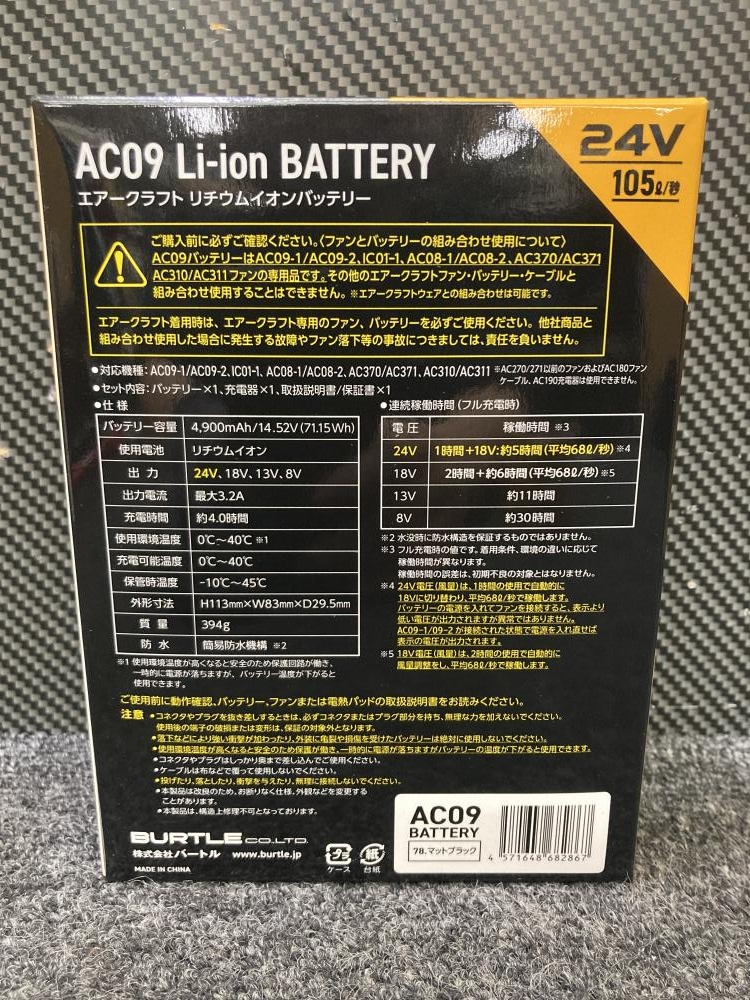 24V
105ℓ/秒
AC09 Li-ion BATTERY
エアークラフト リチウムイオンバッテリー
ご購入前に必ずご確認ください。〈ファンとバッテリーの組み合わせ使用について〉
AC09バッテリーはAC09-1/AC09-2、IC01-1、AC08-1/AC08-2、AC370/AC371
AC310/AC311ファンの専用品です。その他のエアークラフトファン・バッテリー・ケーブルと
組み合わせ使用することはできません。※エアークラフトウェアとの組み合わせは可能です。
エアークラフト着用時は、エアークラフト専用のファン、バッテリーを必ずご使用ください。他社商品と
組み合わせ使用した場合に発生する故障やファン落下等の事故につきましては、責任を負いません。
●対応機種：AC09-1/AC09-2、IC01-1、AC08-1/AC08-2、AC370/AC371、AC310/AC311 ※AC270/271以前のファンおよびAC180ファン
ケーブル、AC190充電器は使用できません。
●セット内容：バッテリー×1、充電器×1、取扱説明書/保証書×1
●仕様
バッテリー容量 4,900mAh/14.52V(71.15Wh)
使用電池 リチウムイオン
出力 24V、18V、13V、8V
出力電流 最大3.2A
充電時間 約4.0時間
使用環境温度 0℃〜40℃ ※1
充電可能温度 0℃〜40℃
保管時温度 -10℃〜45℃
外形寸法 H113mm×W83mm×D29.5mm
質量 394g
防水 簡易防水機構 ※2
※1 使用環境温度が高くなると安全のため保護回路が働き、
一時的に電源が落ちますが、バッテリー温度が下がると
使用できます。
●連続稼働時間（フル充電時）
電圧 稼働時間 ※3
24V 1時間＋18V：約5時間（平均68ℓ/秒）※4
18V 2時間＋約6時間（平均68ℓ/秒）※5
13V 約11時間
8V 約30時間
※2 水没時に防水構造を保証するものではありません。
※3 フル充電時の値です。着用条件、環境の違いに応じて
稼働時間が異なります。
稼働時間の誤差は、初期不良の対象とはなりません。
※4 24V電圧（風量）は、1時間の使用で自動的に
18Vに切り替わり、平均68ℓ/秒で稼働します。
バッテリーの電源を入れてファンを接続すると、表示より
低い電圧が出力されますが異常ではありません。
AC09-1/09-2 が接続された状態で電源を入れ直せば
表示の電圧が出力されます。
※5 18V電圧（風量）は、2時間の使用で自動的に
風量調整をし、平均68ℓ/秒で稼働します。
ご使用前に動作確認、バッテリー、ファンまたは電熱パッドの取扱説明書をお読みください。
注意 ●コネクタやプラグを抜き差しするときは、必ずコネクタまたはプラグ部分を持ち、無理な力を加えないでください。
使用後の端子の破損または変形は、保証の対象外となります。
●落下などにより強い衝撃が加わったり、外装に亀裂や損傷を受けたバッテリーは絶対に使用しないでください。
●使用環境温度が高くなると安全のため保護が働き、一時的に電源が落ちますがバッテリーの温度が下がると使用できます。
●コネクタやプラグはしっかり奥まで差し込んでご使用ください。
●ケーブルは布などで覆って使用しないでください。
●投げたり、落としたり、衝撃を与えたり、無理に接続しないでください。
●本製品は改良のため、お断りなく仕様、外観などを変更する
ことがあります。
●本製品は、構造上修理不可となっております。
BURTLE CO.LTD.
株式会社バートル www.burtle.jp
MADE IN CHINA
プラ
ケース
紙
台紙
AC09
BATTERY
78.マットブラック
4 571648 682867